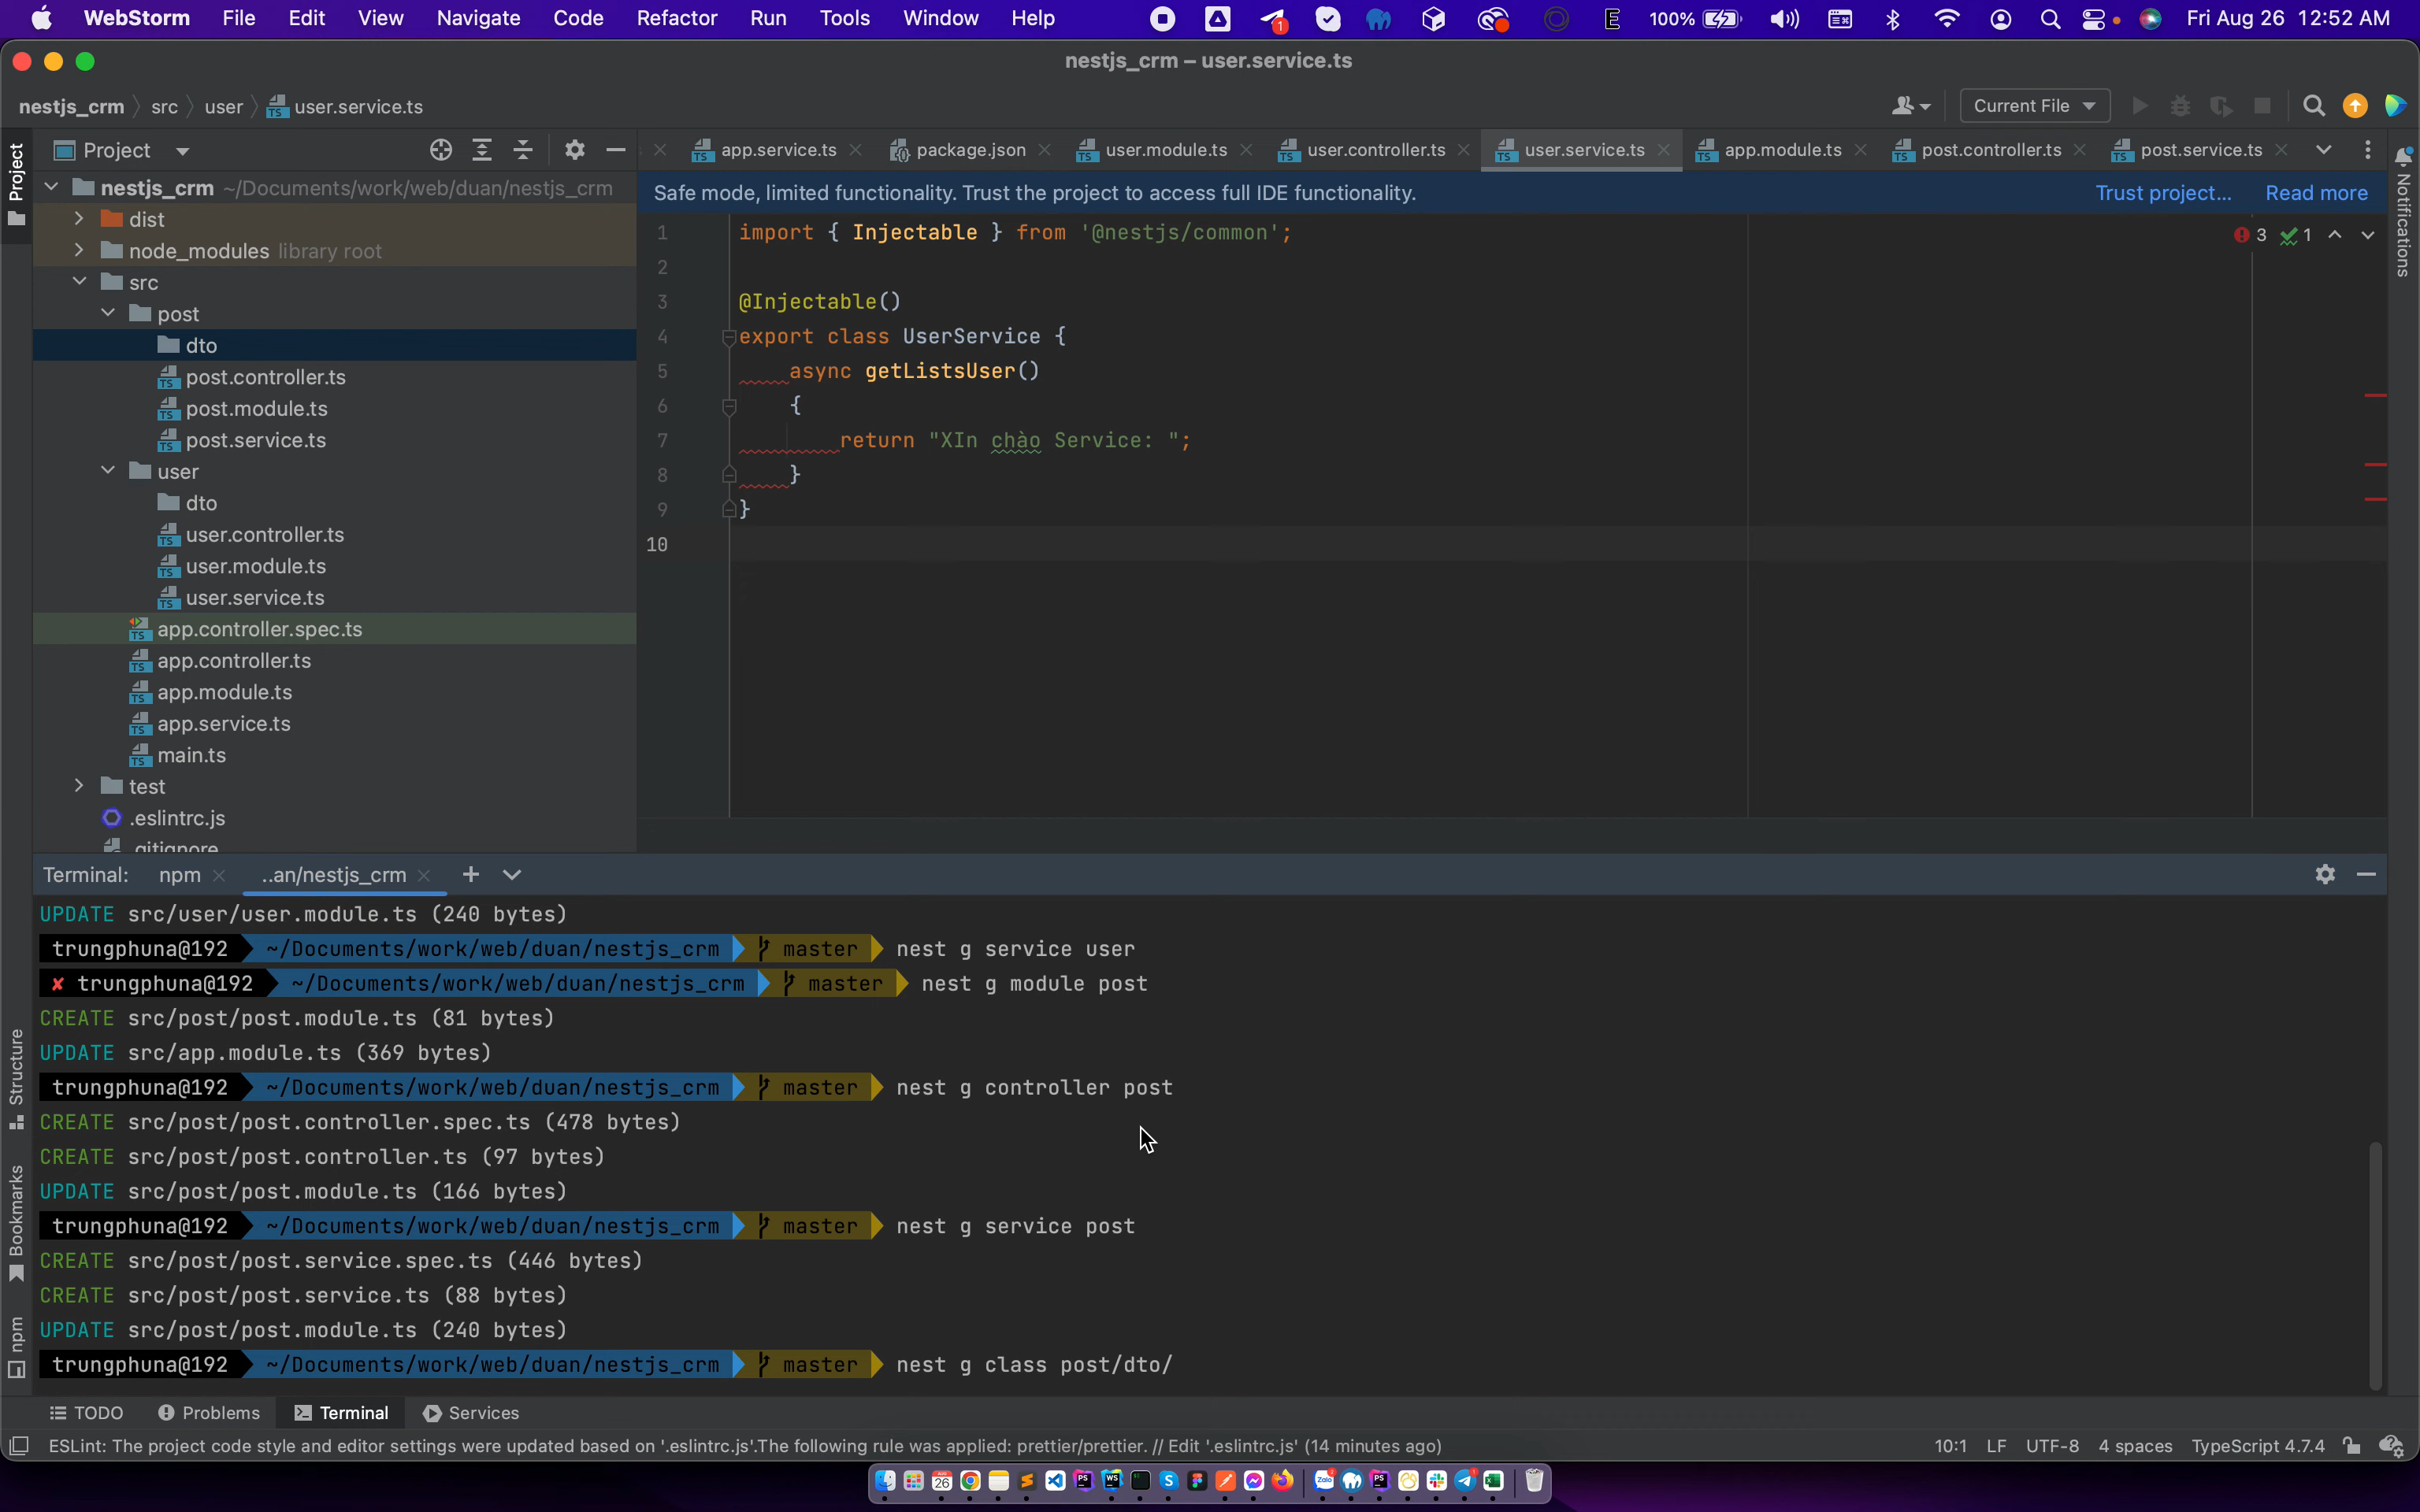 WebStorm File Edit View Navigate Code Refactor Run Tools Window Help 1 E 100% Fri Aug 26 12:52 AM
nestjs_crm – user.service.ts
nestjs_crm src user user.service.ts Current File
Project app.service.ts package.json user.module.ts user.controller.ts user.service.ts app.module.ts post.controller.ts post.service.ts
Project
Notifications
nestjs_crm ~/Documents/work/web/duan/nestjs_crm
dist
node_modules library root
src
post
dto
post.controller.ts
post.module.ts
post.service.ts
user
dto
user.controller.ts
user.module.ts
user.service.ts
app.controller.spec.ts
app.controller.ts
app.module.ts
app.service.ts
main.ts
test
.eslintrc.js
.gitignore
Safe mode, limited functionality. Trust the project to access full IDE functionality. Trust project... Read more
3 1
1 import { Injectable } from '@nestjs/common';
2
3 @Injectable()
4 export class UserService {
5 async getListsUser()
6 {
7 return "XIn chào Service: ";
8 }
9 }
10
Terminal: npm ..an/nestjs_crm
UPDATE src/user/user.module.ts (240 bytes)
trungphuna@192 ~/Documents/work/web/duan/nestjs_crm master nest g service user
✘ trungphuna@192 ~/Documents/work/web/duan/nestjs_crm master nest g module post
CREATE src/post/post.module.ts (81 bytes)
UPDATE src/app.module.ts (369 bytes)
trungphuna@192 ~/Documents/work/web/duan/nestjs_crm master nest g controller post
CREATE src/post/post.controller.spec.ts (478 bytes)
CREATE src/post/post.controller.ts (97 bytes)
UPDATE src/post/post.module.ts (166 bytes)
trungphuna@192 ~/Documents/work/web/duan/nestjs_crm master nest g service post
CREATE src/post/post.service.spec.ts (446 bytes)
CREATE src/post/post.service.ts (88 bytes)
UPDATE src/post/post.module.ts (240 bytes)
trungphuna@192 ~/Documents/work/web/duan/nestjs_crm master nest g class post/dto/
Structure
Bookmarks
npm
TODO Problems Terminal Services
ESLint: The project code style and editor settings were updated based on '.eslintrc.js'.The following rule was applied: prettier/prettier. // Edit '.eslintrc.js' (14 minutes ago) 10:1 LF UTF-8 4 spaces TypeScript 4.7.4
26 PS WS Zalo PS